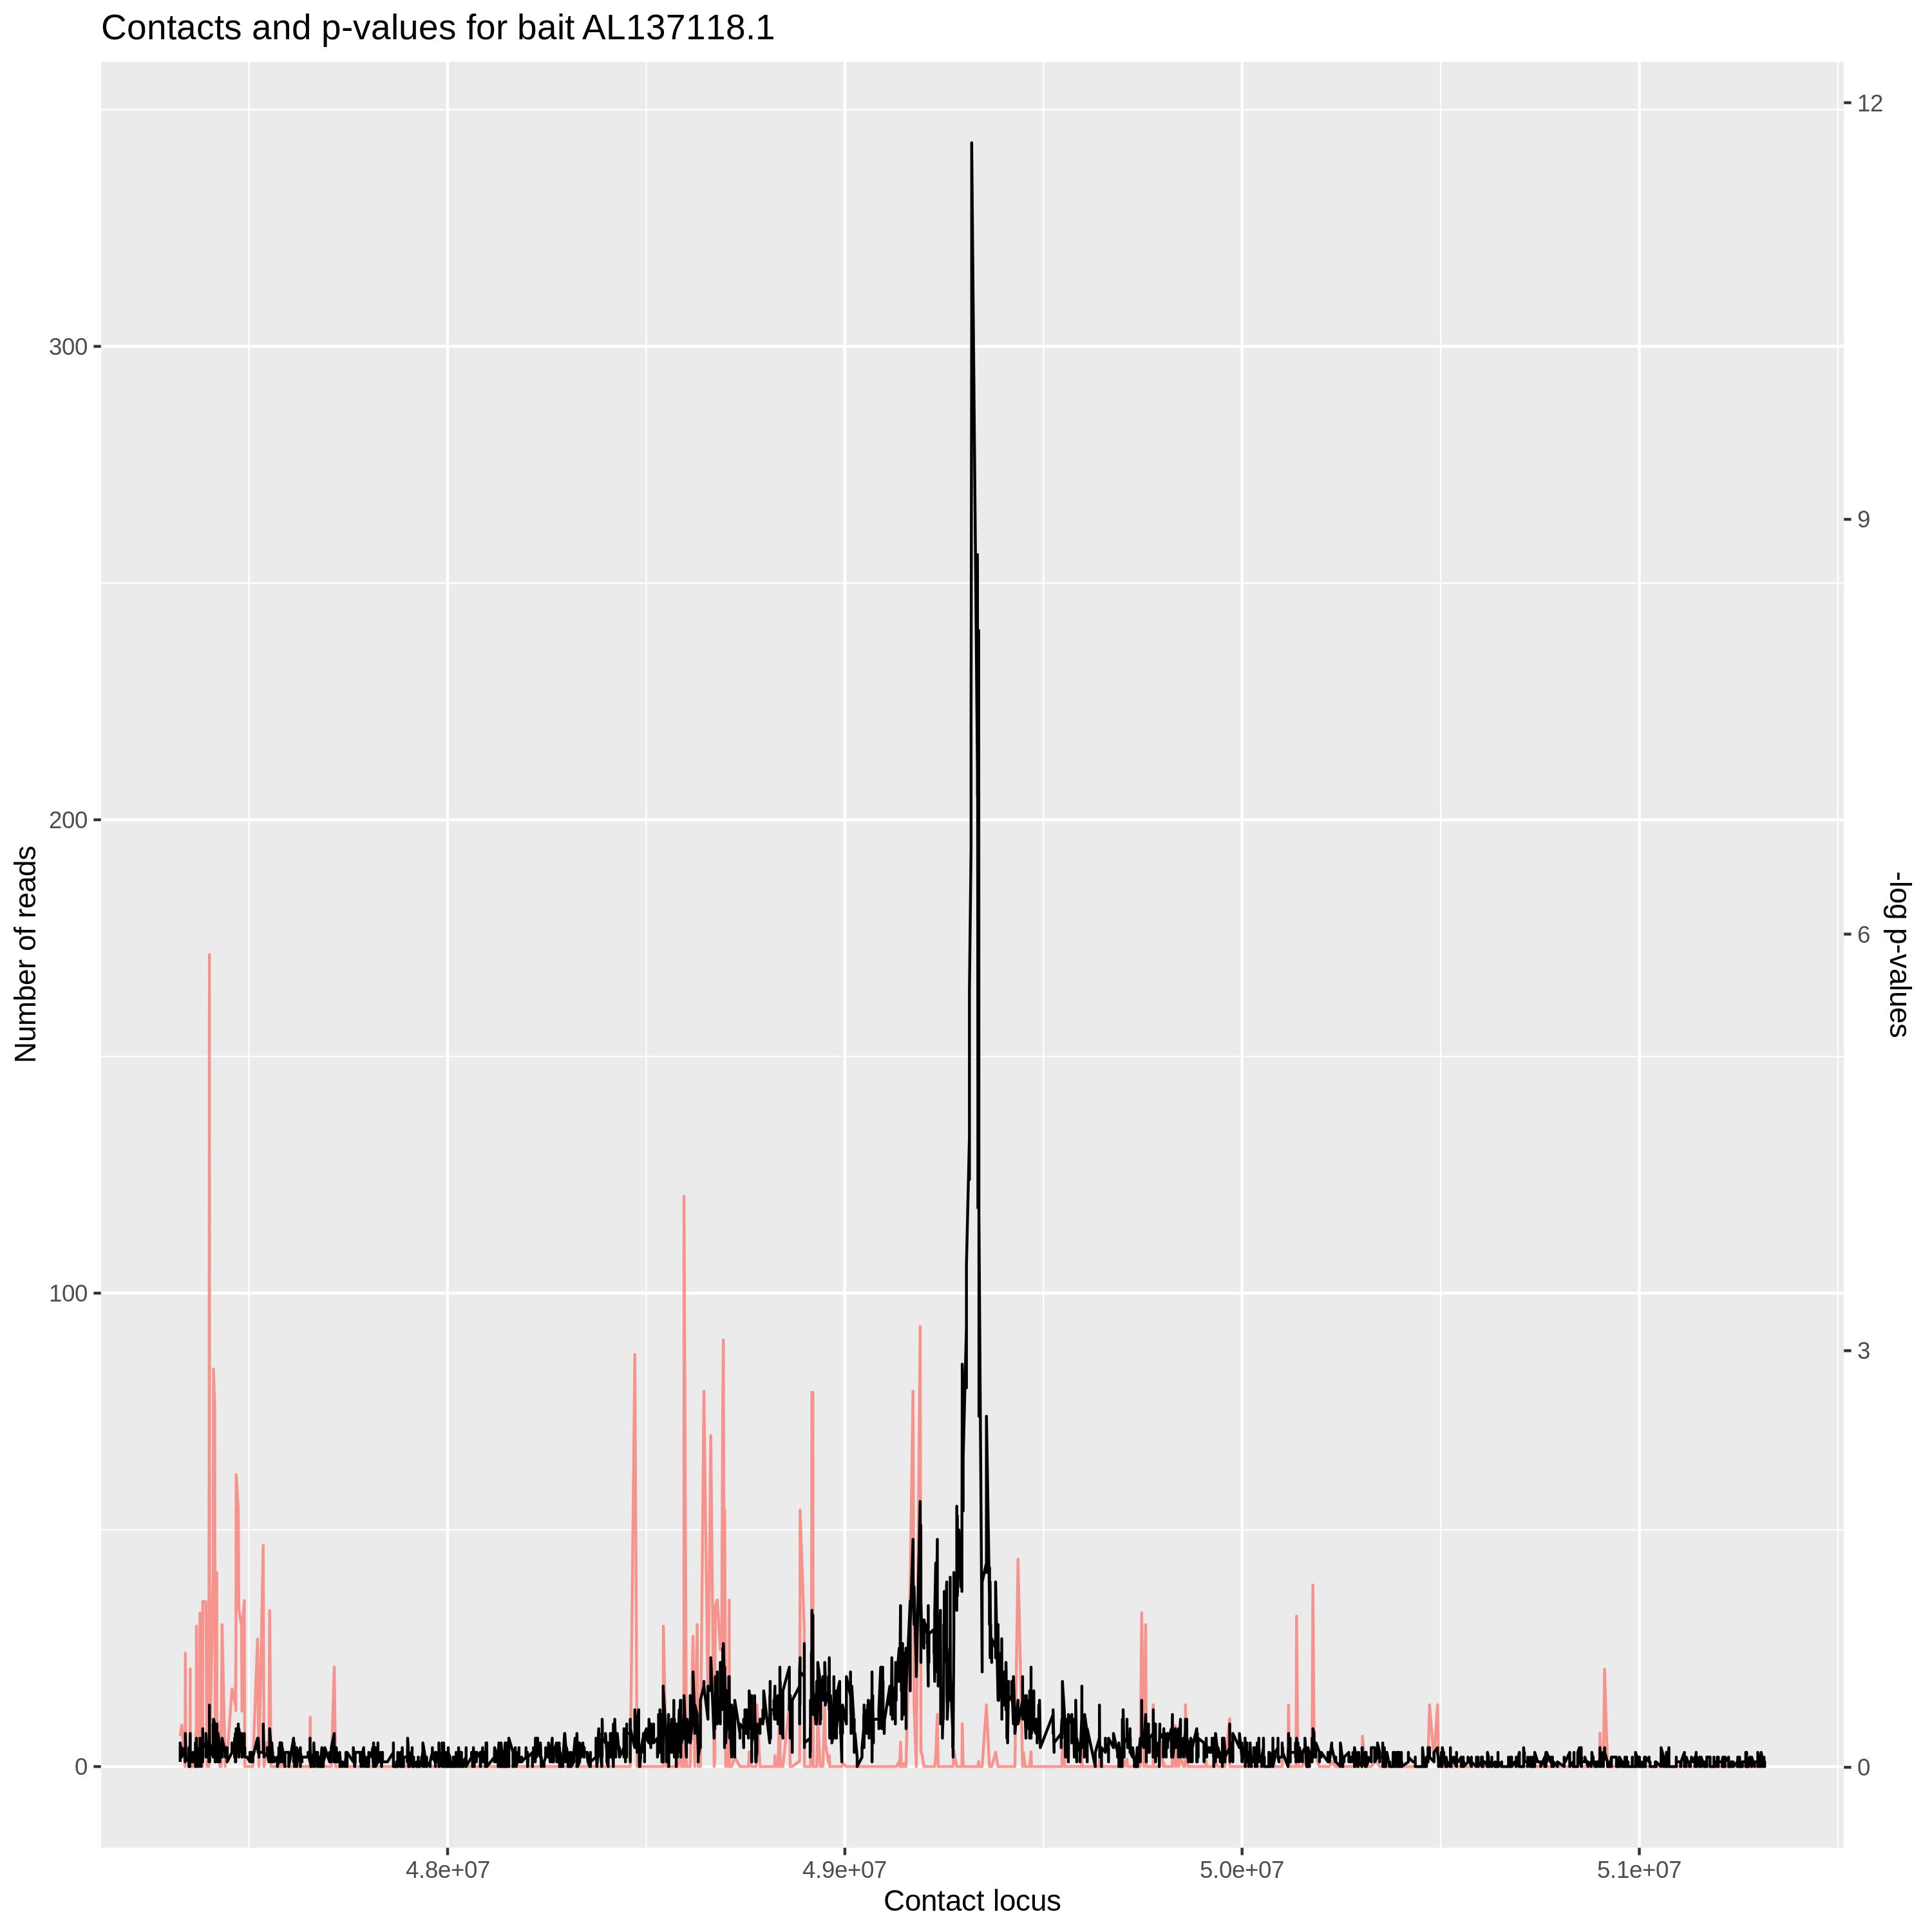 Contacts and p-values for bait AL137118.1
Number of reads
300
200
100
0
-log p-values
12
9
6
3
0
4.8e+07
4.9e+07
5.0e+07
5.1e+07
Contact locus